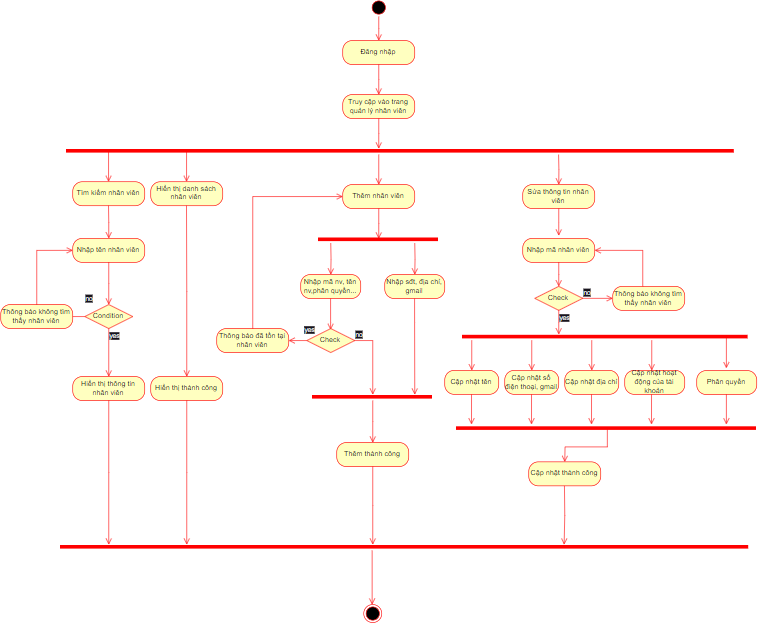 Đăng nhập
Truy cập vào trang
quản lý nhân viên
Tìm kiếm nhân viên
Hiển thị danh sách
nhân viên
Thêm nhân viên
Sửa thông tin nhân
viên
Nhập tên nhân viên
Nhập mã nhân viên
Nhập mã nv, tên
nv,phân quyền...
Nhập sđt, địa chỉ,
gmail
Check
no
Thông báo không tìm
thấy nhân viên
no
Thông báo không tìm
thấy nhân viên
Condition
yes
yes
yes
Check
no
Thông báo đã tồn tại
nhân viên
Hiển thị thông tin
nhân viên
Hiển thị thành công
Cập nhật tên
Cập nhật số
điện thoại, gmail
Cập nhật địa chỉ
Cập nhật hoạt
động của tài
khoản
Phân quyền
Thêm thành công
Cập nhật thành công